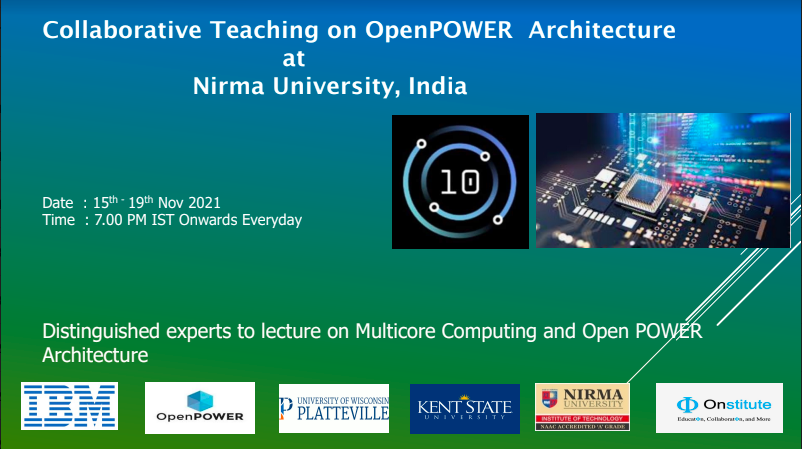 Collaborative Teaching on OpenPOWER Architecture
at
Nirma University, India
10
Date : 15th - 19th Nov 2021
Time : 7.00 PM IST Onwards Everyday
Distinguished experts to lecture on Multicore Computing and Open POWER
Architecture
IBM
OpenPOWER
UNIVERSITY OF WISCONSIN
PLATTEVILLE
KENT STATE
UNIVERSITY
NIRMA
UNIVERSITY
INSTITUTE OF TECHNOLOGY
NAAC ACCREDITED 'A' GRADE
Onstitute
EducatiOn, CollaboratiOn, and More